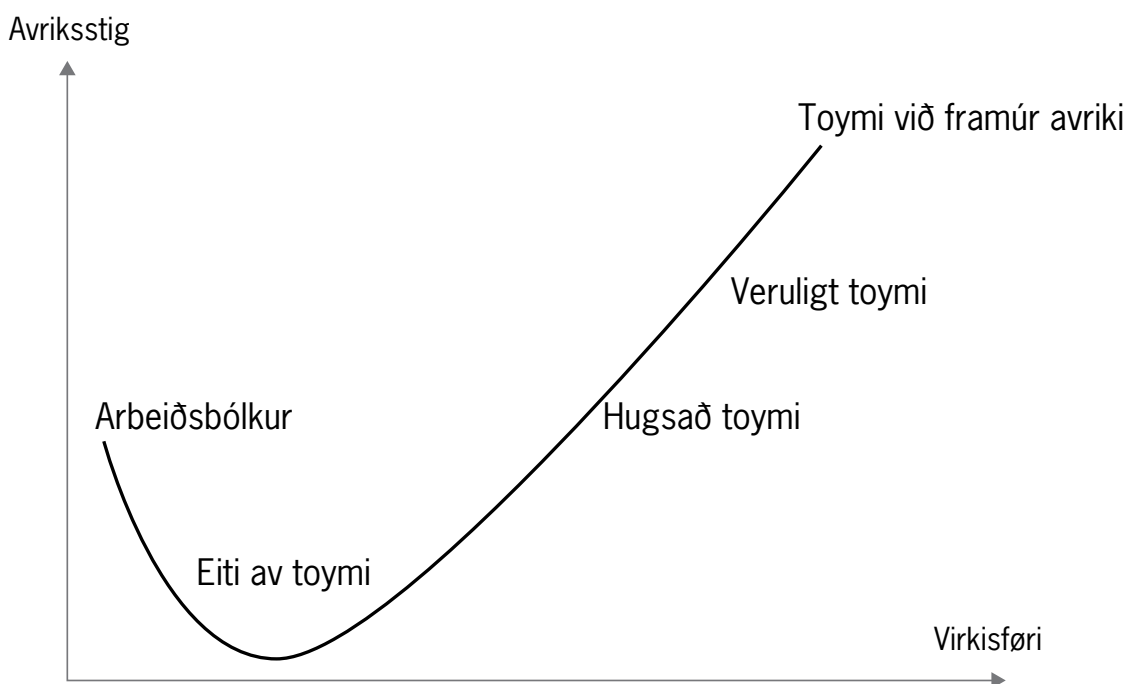 Avriksstig
Toymi við framúr avriki
Veruligt toymi
Arbeiðsbólkur
Hugsað toymi
Eiti av toymi
Virkisføri